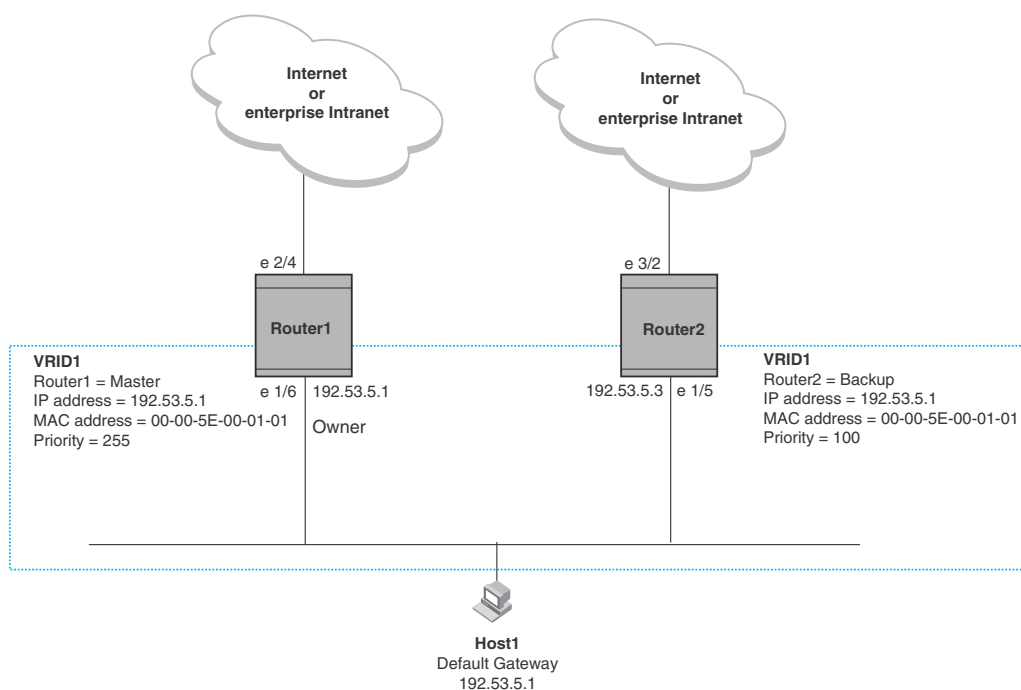 Internet
or
enterprise Intranet
Internet
or
enterprise Intranet
e 2/4
e 3/2
Router1
Router2
VRID1
Router1 = Master
IP address = 192.53.5.1
MAC address = 00-00-5E-00-01-01
Priority = 255
e 1/6
192.53.5.1
Owner
192.53.5.3
e 1/5
VRID1
Router2 = Backup
IP address = 192.53.5.1
MAC address = 00-00-5E-00-01-01
Priority = 100
Host1
Default Gateway
192.53.5.1